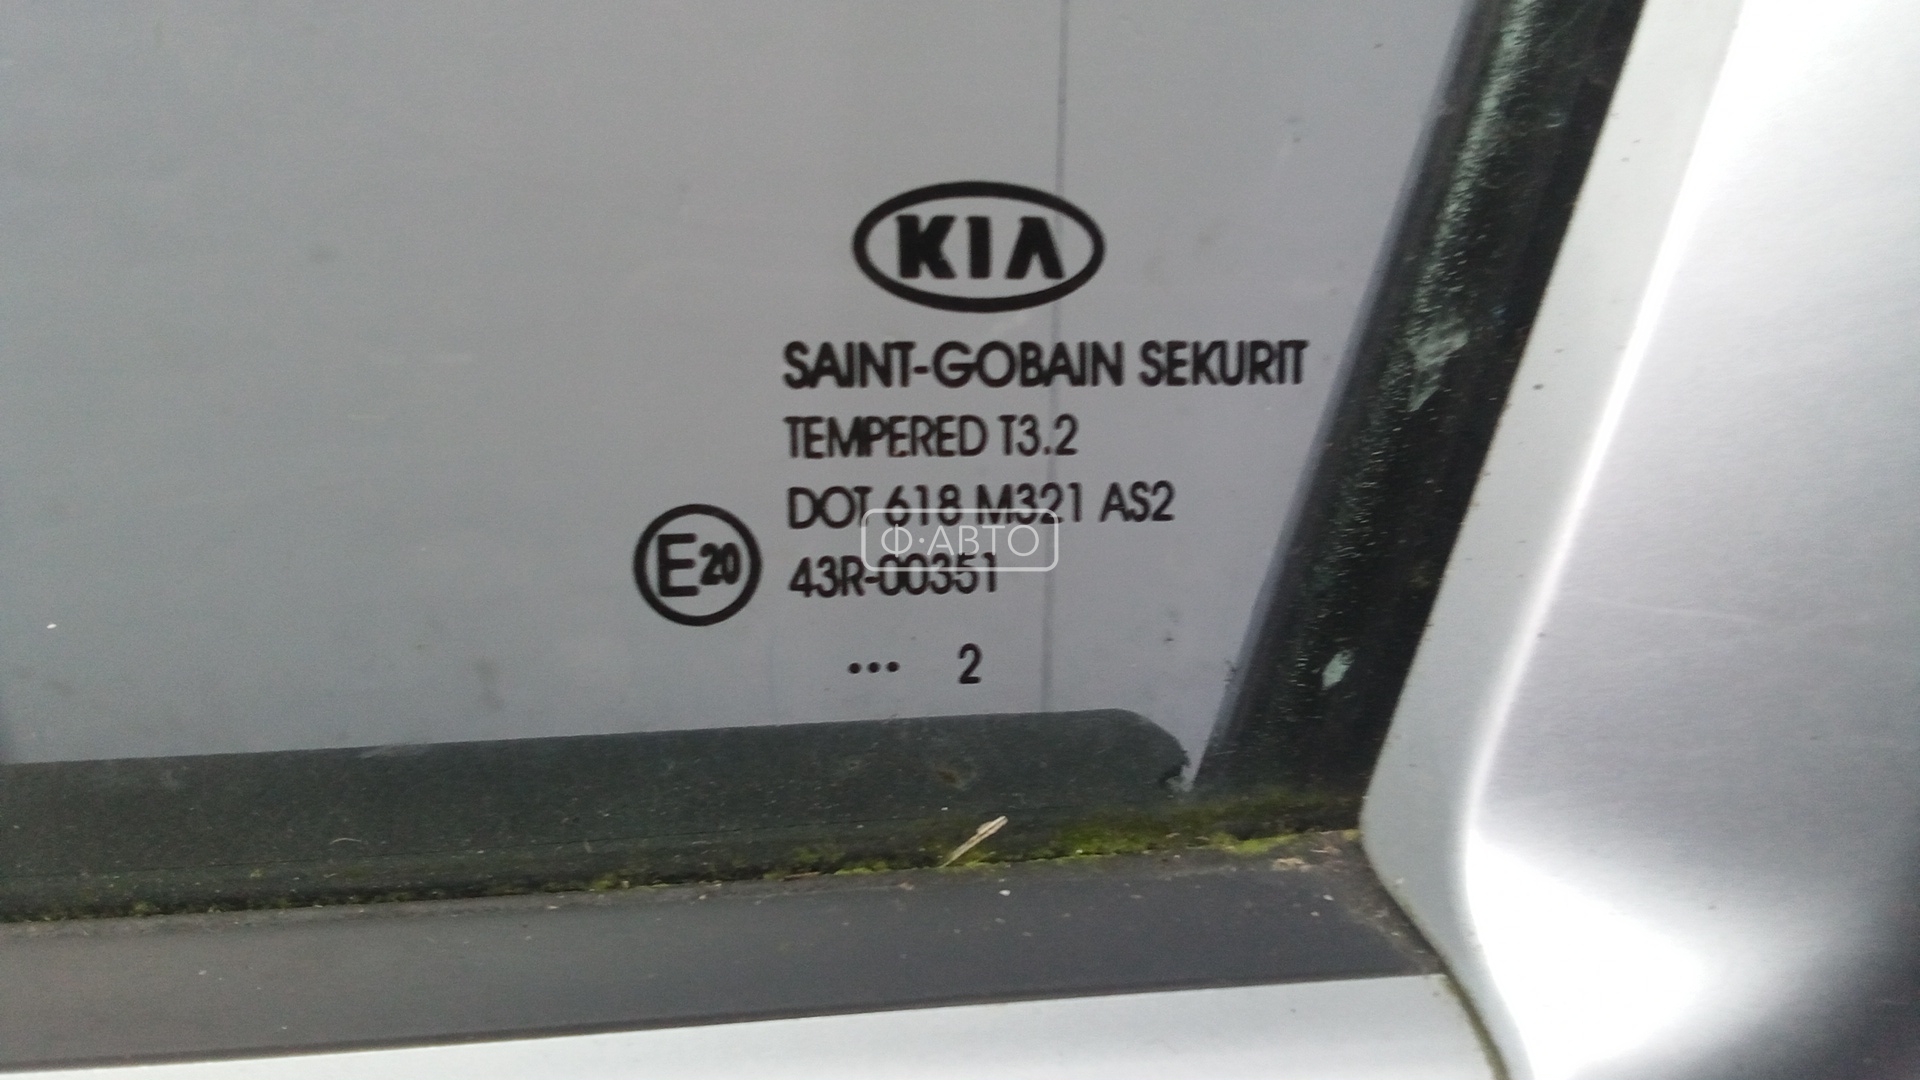 KIA
SAINT-GOBAIN SEKURIT
TEMPERED T3.2
DOT 618 M321 AS2
Ф·АВТО
E20 43R-00351
••• 2